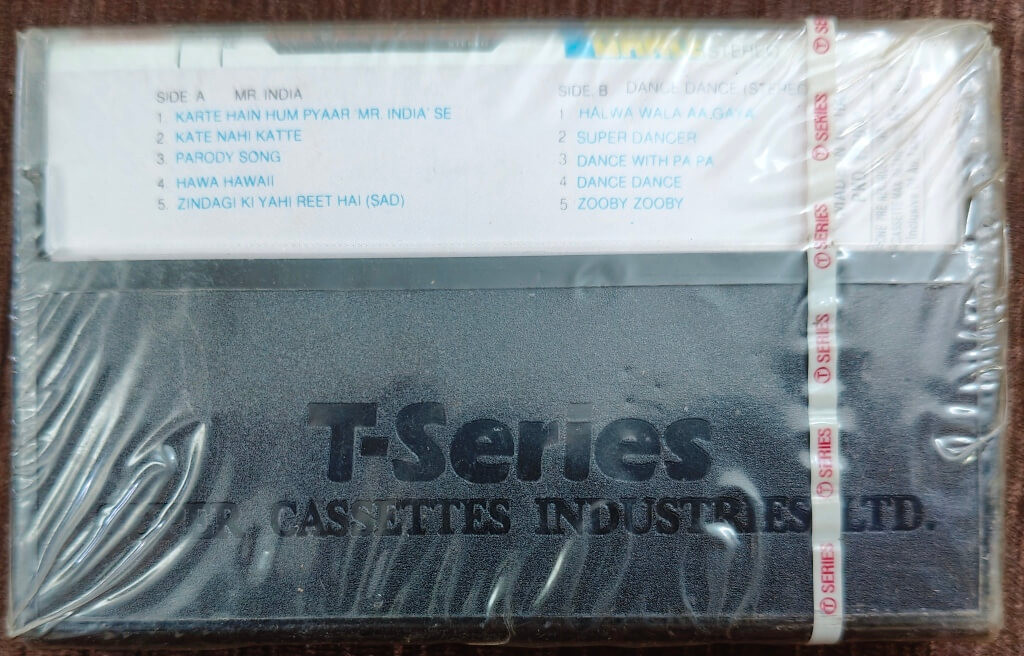 STEREO
STEREO
SIDE A MR. INDIA
1. KARTE HAIN HUM PYAAR 'MR. INDIA' SE
2. KATE NAHI KATTE
3. PARODY SONG
4. HAWA HAWAII
5. ZINDAGI KI YAHI REET HAI (SAD)
SIDE B DANCE DANCE (STEREO
1 HALWA WALA AA GAYA
2 SUPER DANCER
3 DANCE WITH PA PA
4 DANCE DANCE
5 ZOOBY ZOOBY
T SERIES
T SERIES
T SERIES
T SERIES
T SERIES
T-Series
CASSETTES INDUSTRIES LTD.